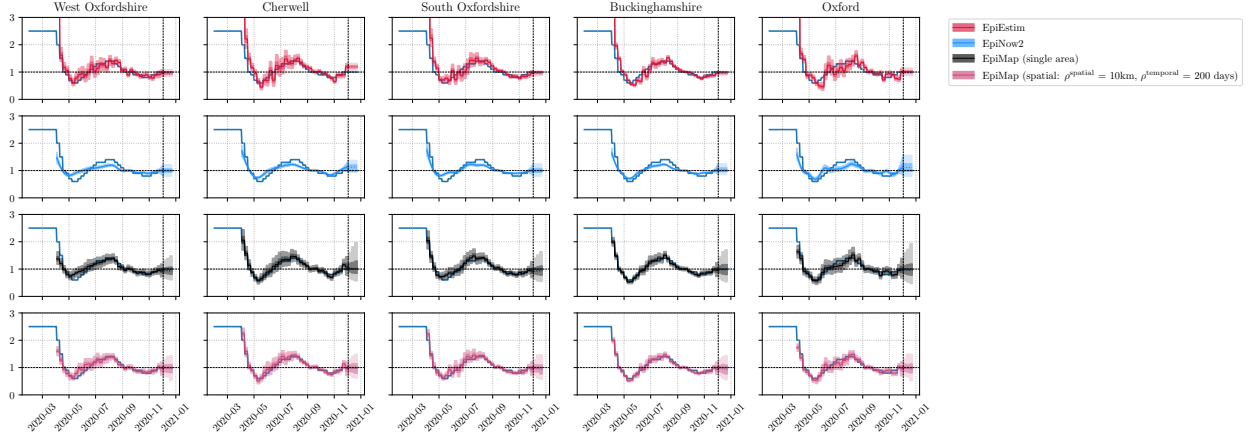 West Oxfordshire
Cherwell
South Oxfordshire
Buckinghamshire
Oxford
3
2
1
0
3
2
1
0
3
2
1
0
3
2
1
0
2020-03 2020-05 2020-07 2020-09 2020-11 2021-01
2020-03 2020-05 2020-07 2020-09 2020-11 2021-01
2020-03 2020-05 2020-07 2020-09 2020-11 2021-01
2020-03 2020-05 2020-07 2020-09 2020-11 2021-01
2020-03 2020-05 2020-07 2020-09 2020-11 2021-01
EpiEstim
EpiNow2
EpiMap (single area)
EpiMap (spatial: ρ^spatial = 10km, ρ^temporal = 200 days)